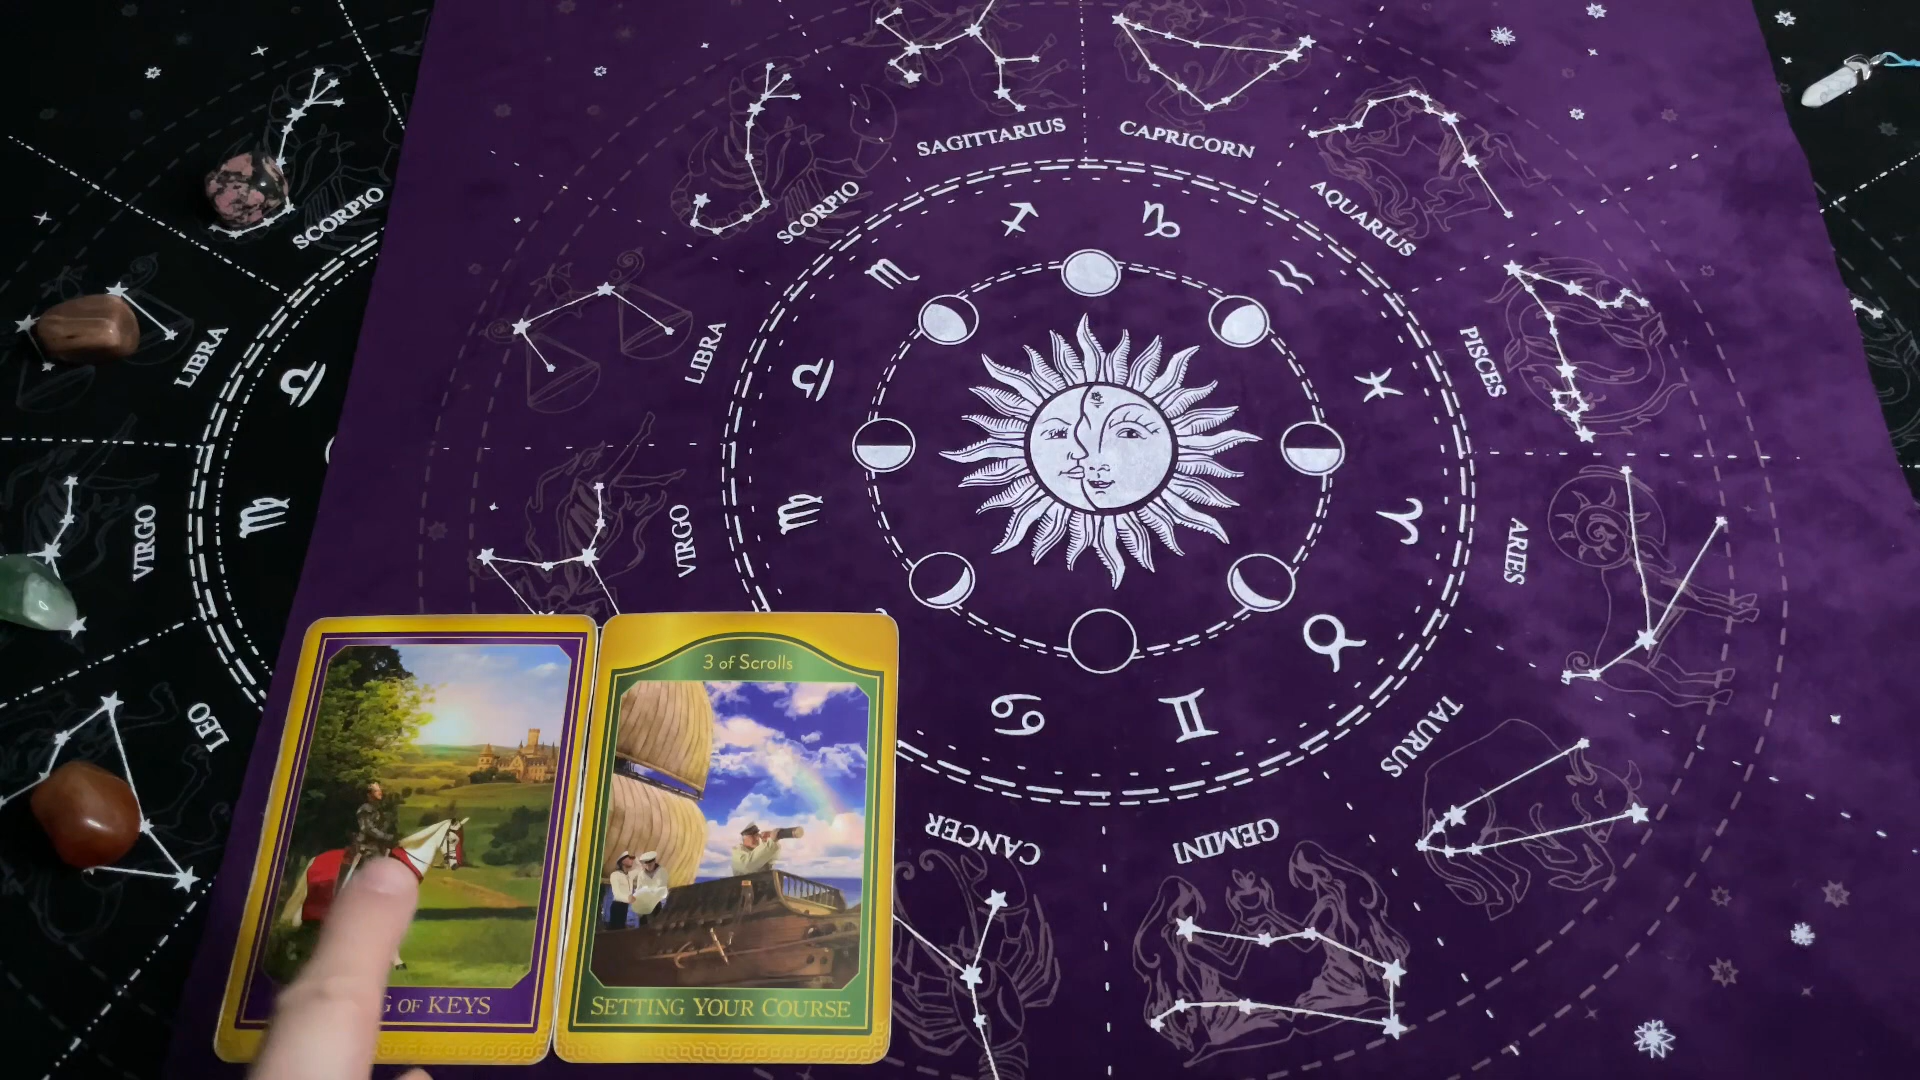 SAGITTARIUS
CAPRICORN
AQUARIUS
PISCES
ARIES
TAURUS
GEMINI
CANCER
VIRGO
LIBRA
SCORPIO
SCORPIO
LIBRA
VIRGO
LEO
G OF KEYS
3 of Scrolls
SETTING YOUR COURSE